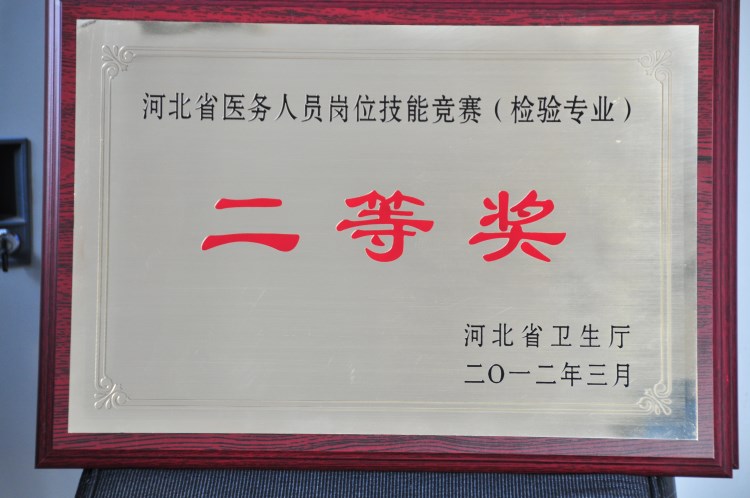 河北省医务人员岗位技能竞赛（检验专业）
二等奖
河北省卫生厅
二O一二年三月